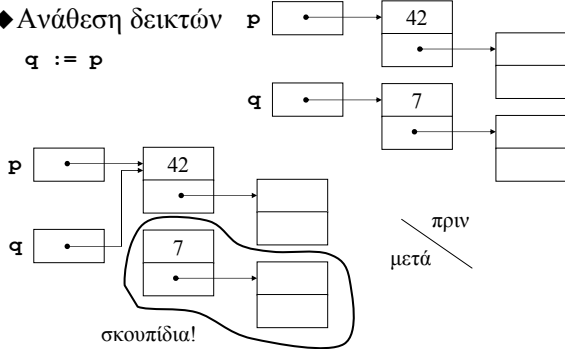 ◆Ανάθεση δεικτών
p
42
q := p
q
7
p
42
q
7
πριν
μετά
σκουπίδια!